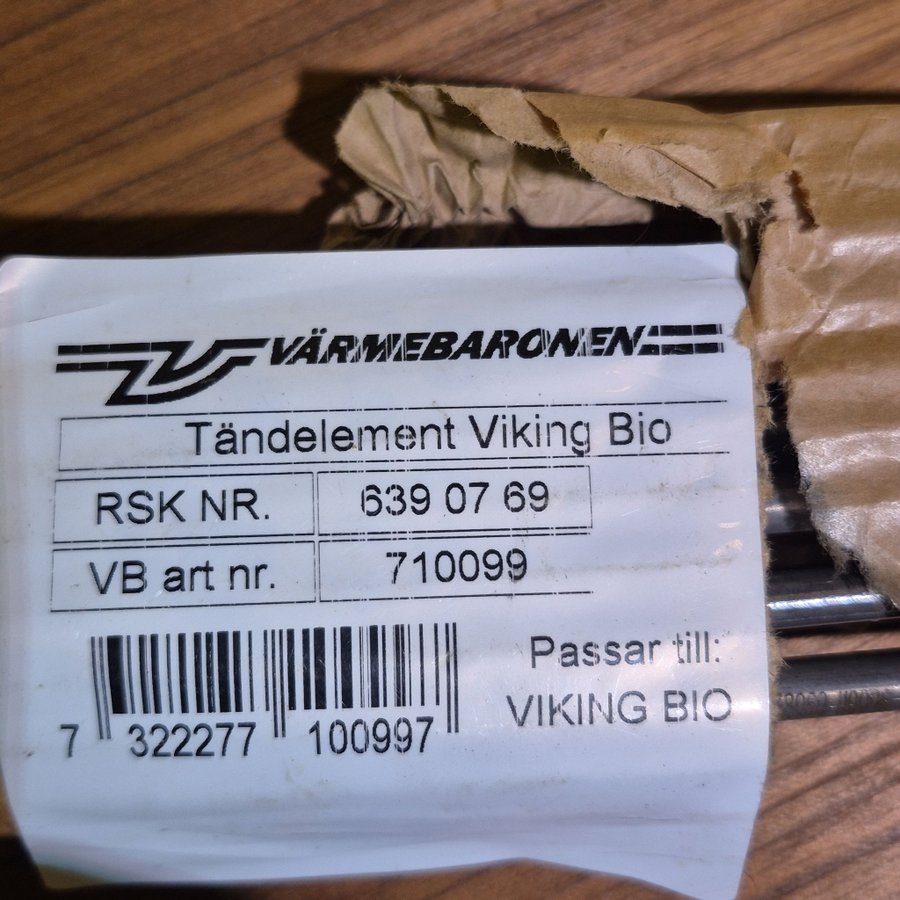 VÄRMEBARONEN
Tändelement Viking Bio
RSK NR. 639 07 69
VB art nr. 710099
Passar till:
VIKING BIO
7 322277 100997